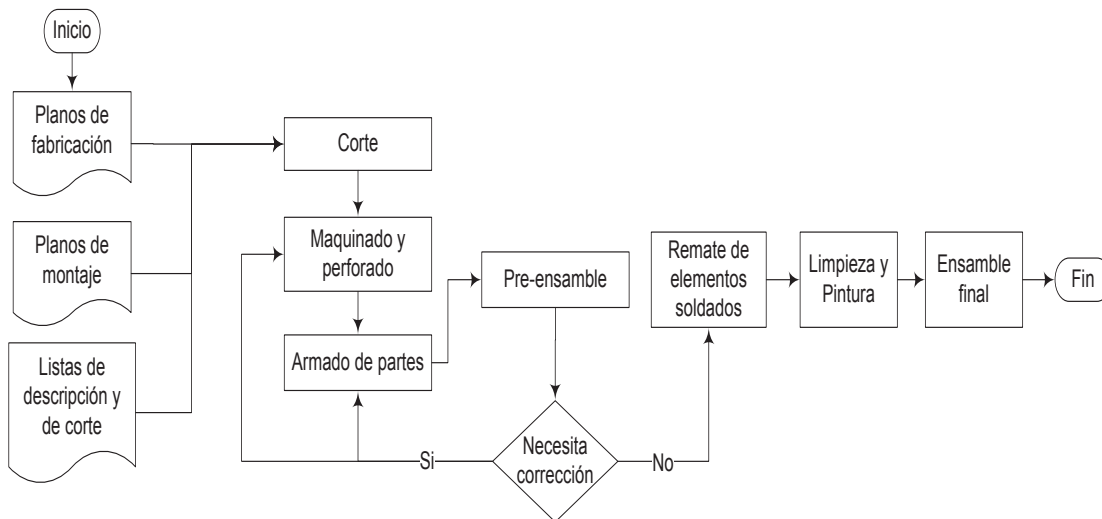 Inicio
Planos de
fabricación
Planos de
montaje
Listas de
descripción y
de corte
Corte
Maquinado y
perforado
Armado de partes
Pre-ensamble
Necesita
corrección
Si
No
Remate de
elementos
soldados
Limpieza y
Pintura
Ensamble
final
Fin